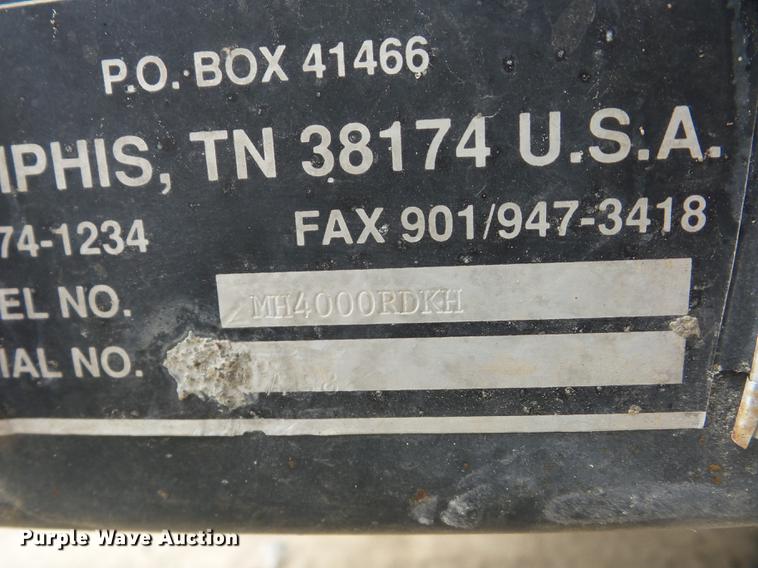 P.O. BOX 41466
IPHIS, TN 38174 U.S.A.
74-1234 FAX 901/947-3418
EL NO. MH4000RDKH
IAL NO.
Purple Wave Auction